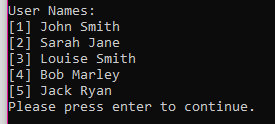 User Names:
[1] John Smith
[2] Sarah Jane
[3] Louise Smith
[4] Bob Marley
[5] Jack Ryan
Please press enter to continue.